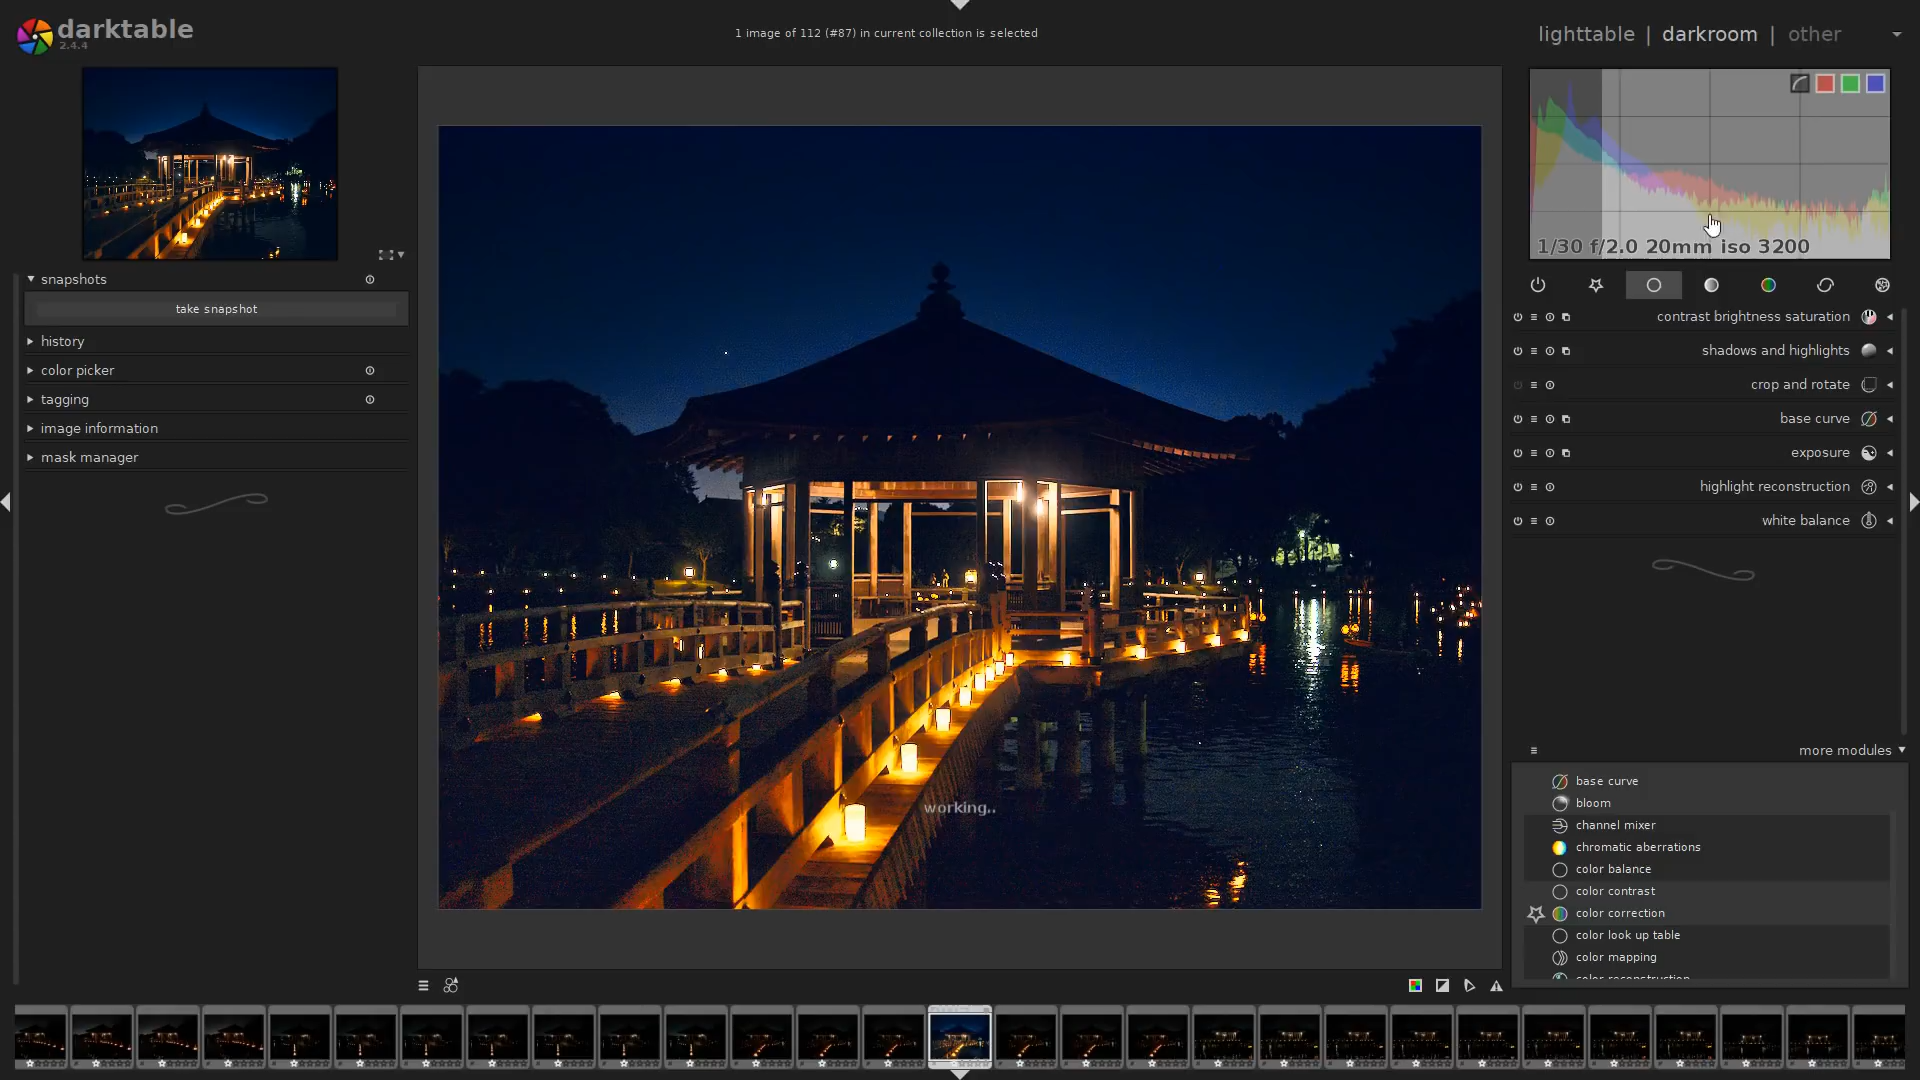 darktable
2.4.4
1 image of 112 (#87) in current collection is selected
lighttable | darkroom | other
1/30 f/2.0 20mm iso 3200
snapshots
take snapshot
history
color picker
tagging
image information
mask manager
working..
contrast brightness saturation
shadows and highlights
crop and rotate
base curve
exposure
highlight reconstruction
white balance
more modules
base curve
bloom
channel mixer
chromatic aberrations
color balance
color contrast
color correction
color look up table
color mapping
color reconstruction